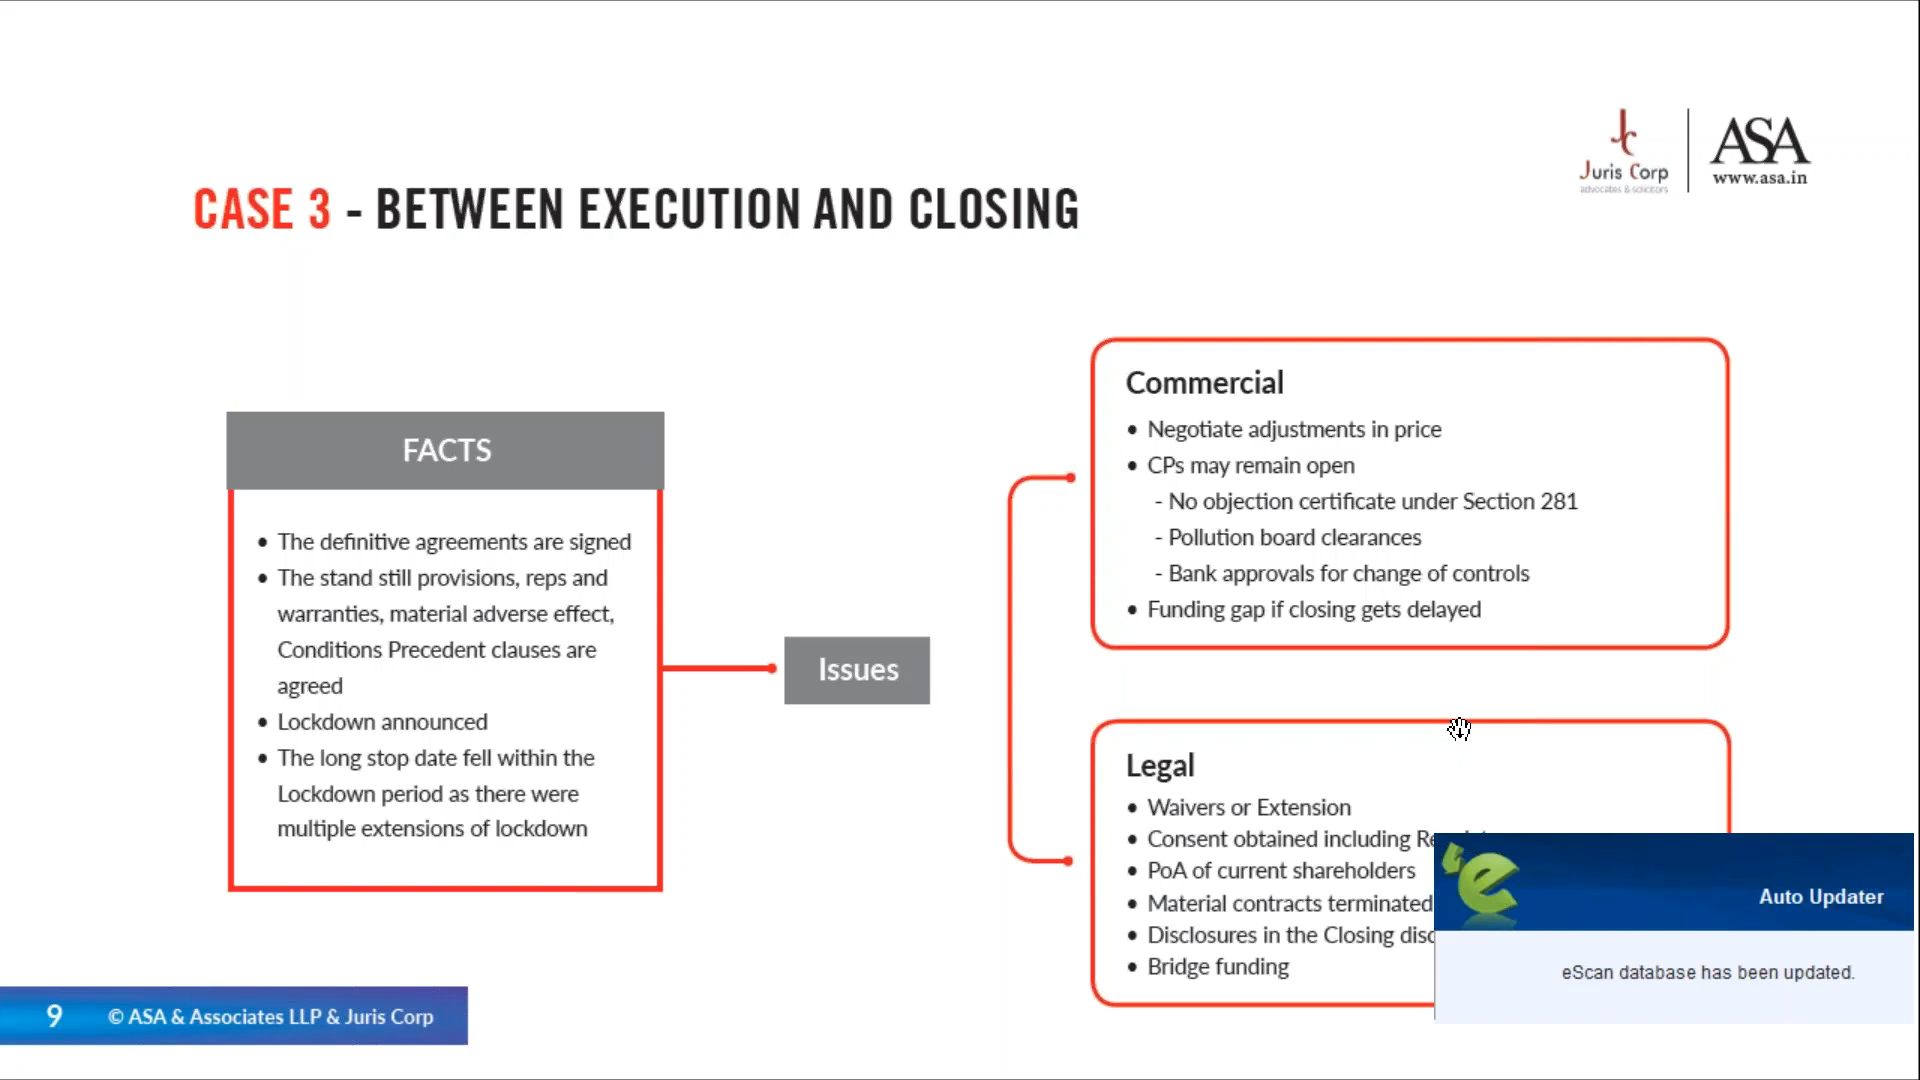 Juris Corp
advocates & solicitors
ASA
www.asa.in
CASE 3 - BETWEEN EXECUTION AND CLOSING
FACTS
• The definitive agreements are signed
• The stand still provisions, reps and
warranties, material adverse effect,
Conditions Precedent clauses are
agreed
• Lockdown announced
• The long stop date fell within the
Lockdown period as there were
multiple extensions of lockdown
Issues
Commercial
• Negotiate adjustments in price
• CPs may remain open
- No objection certificate under Section 281
- Pollution board clearances
- Bank approvals for change of controls
• Funding gap if closing gets delayed
Legal
• Waivers or Extension
• Consent obtained including
• PoA of current shareholders
• Material contracts terminated
• Disclosures in the Closing
• Bridge funding
Auto Updater
eScan database has been updated.
9
© ASA & Associates LLP & Juris Corp